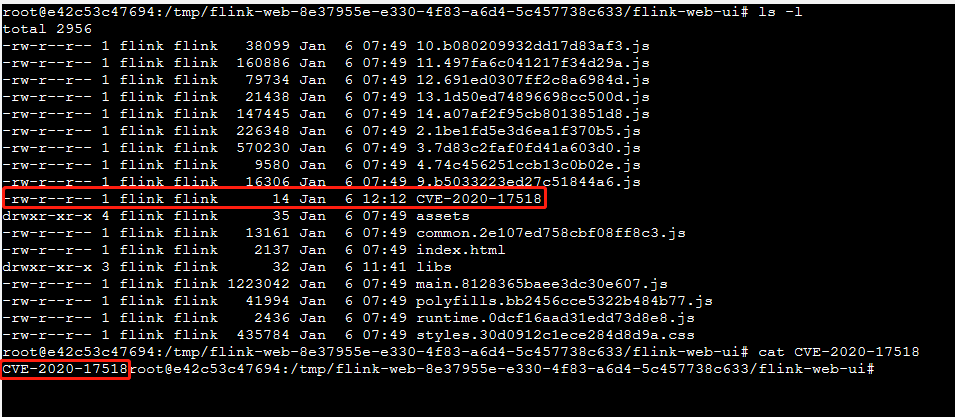 root@e42c53c47694:/tmp/flink-web-8e37955e-e330-4f83-a6d4-5c457738c633/flink-web-ui# ls -l
total 2956
-rw-r--r-- 1 flink flink   38099 Jan  6 07:49 10.b080209932dd17d83af3.js
-rw-r--r-- 1 flink flink  160886 Jan  6 07:49 11.497fa6c041217f34d29a.js
-rw-r--r-- 1 flink flink   79734 Jan  6 07:49 12.691ed0307ff2c8a6984d.js
-rw-r--r-- 1 flink flink   21438 Jan  6 07:49 13.1d50ed74896698cc500d.js
-rw-r--r-- 1 flink flink  147445 Jan  6 07:49 14.a07af2f95cb8013851d8.js
-rw-r--r-- 1 flink flink  226348 Jan  6 07:49 2.1be1fd5e3d6ea1f370b5.js
-rw-r--r-- 1 flink flink  570230 Jan  6 07:49 3.7d83c2faf0fd41a603d0.js
-rw-r--r-- 1 flink flink    9580 Jan  6 07:49 4.74c456251ccb13c0b02e.js
-rw-r--r-- 1 flink flink   16306 Jan  6 07:49 9.b5033223ed27c51844a6.js
-rw-r--r-- 1 flink flink      14 Jan  6 12:12 CVE-2020-17518
drwxr-xr-x 4 flink flink      35 Jan  6 07:49 assets
-rw-r--r-- 1 flink flink   13161 Jan  6 07:49 common.2e107ed758cbf08ff8c3.js
-rw-r--r-- 1 flink flink    2137 Jan  6 07:49 index.html
drwxr-xr-x 3 flink flink      32 Jan  6 11:41 libs
-rw-r--r-- 1 flink flink 1223042 Jan  6 07:49 main.8128365baee3dc30e607.js
-rw-r--r-- 1 flink flink   41994 Jan  6 07:49 polyfills.bb2456cce5322b484b77.js
-rw-r--r-- 1 flink flink    2436 Jan  6 07:49 runtime.0dcf16aad31edd73d8e8.js
-rw-r--r-- 1 flink flink  435784 Jan  6 07:49 styles.30d0912c1ece284d8d9a.css
root@e42c53c47694:/tmp/flink-web-8e37955e-e330-4f83-a6d4-5c457738c633/flink-web-ui# cat CVE-2020-17518
CVE-2020-17518root@e42c53c47694:/tmp/flink-web-8e37955e-e330-4f83-a6d4-5c457738c633/flink-web-ui#